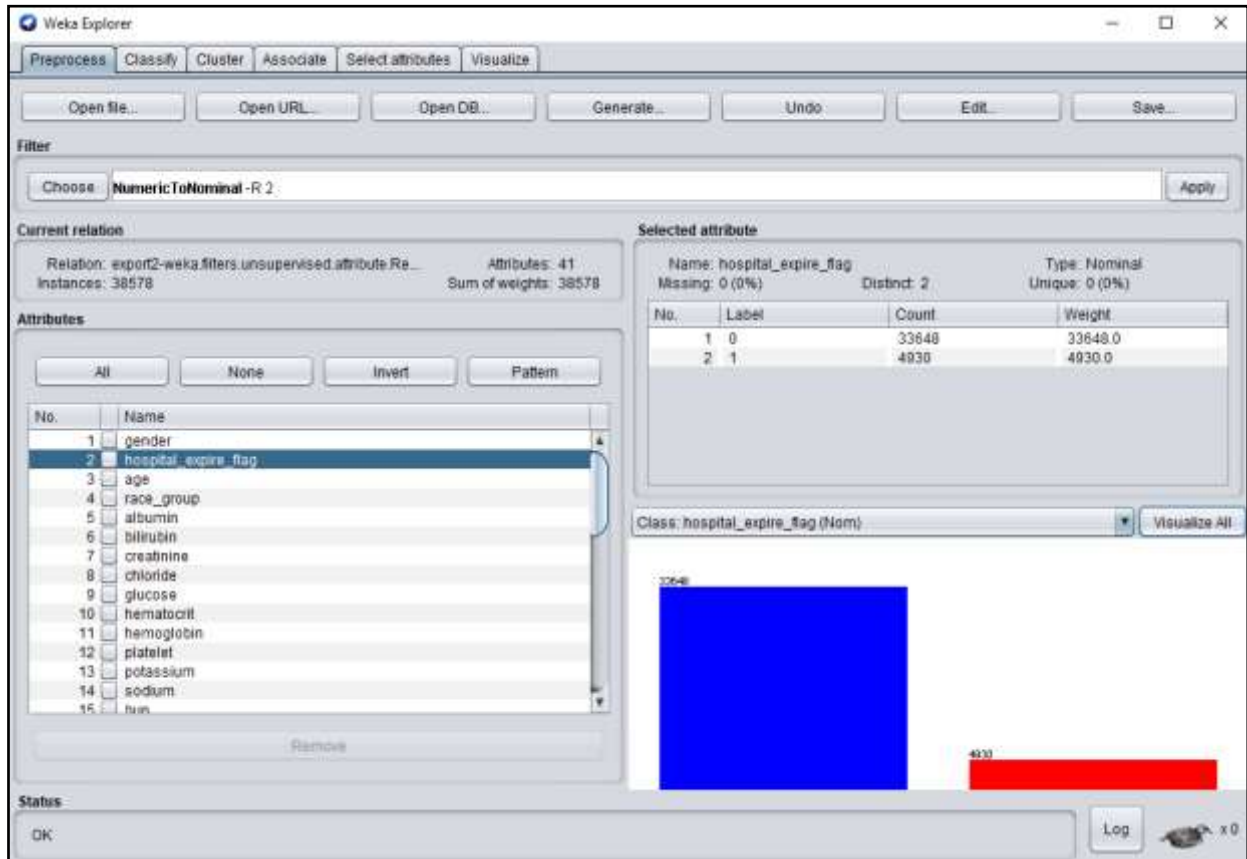 Weka Explorer
Preprocess Classify Cluster Associate Select attributes Visualize
Open file... Open URL... Open DB... Generate... Undo Edit... Save...
Filter
Choose NumericToNominal -R 2 Apply
Current relation
Relation: export2-weka.filters.unsupervised.attribute.Re... Attributes: 41
Instances: 38578 Sum of weights: 38578
Selected attribute
Name: hospital_expire_flag Type: Nominal
Missing: 0 (0%) Distinct: 2 Unique: 0 (0%)
No. Label Count Weight
1 0 33648 33648.0
2 1 4930 4930.0
Attributes
All None Invert Pattern
No. Name
1 gender
2 hospital_expire_flag
3 age
4 race_group
5 albumin
6 bilirubin
7 creatinine
8 chloride
9 glucose
10 hematocrit
11 hemoglobin
12 platelet
13 potassium
14 sodium
15 bun
Remove
Class: hospital_expire_flag (Nom) Visualize All
33648
4930
Status
OK
Log x 0